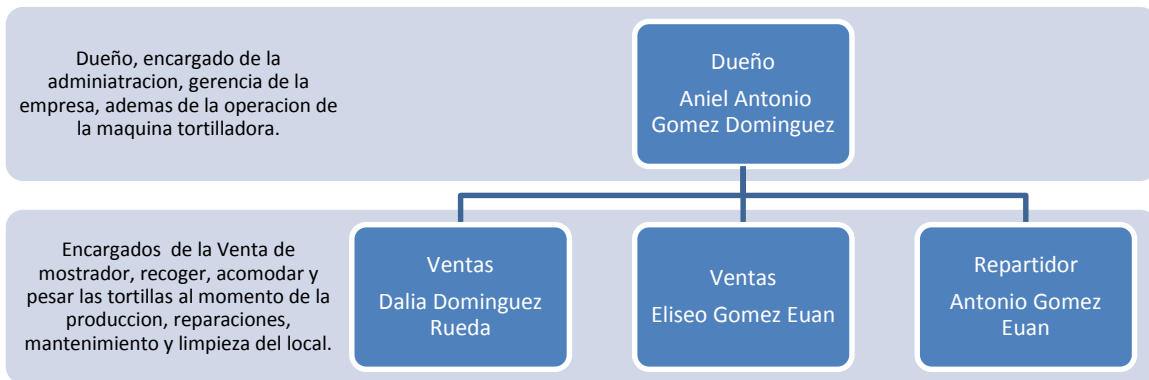 Dueño, encargado de la
adminiatracion, gerencia de la
empresa, ademas de la operacion de
la maquina tortilladora.
Dueño
Aniel Antonio
Gomez Dominguez
Encargados  de la Venta de
mostrador, recoger, acomodar y
pesar las tortillas al momento de la
produccion, reparaciones,
mantenimiento y limpieza del local.
Ventas
Dalia Dominguez
Rueda
Ventas
Eliseo Gomez Euan
Repartidor
Antonio Gomez
Euan